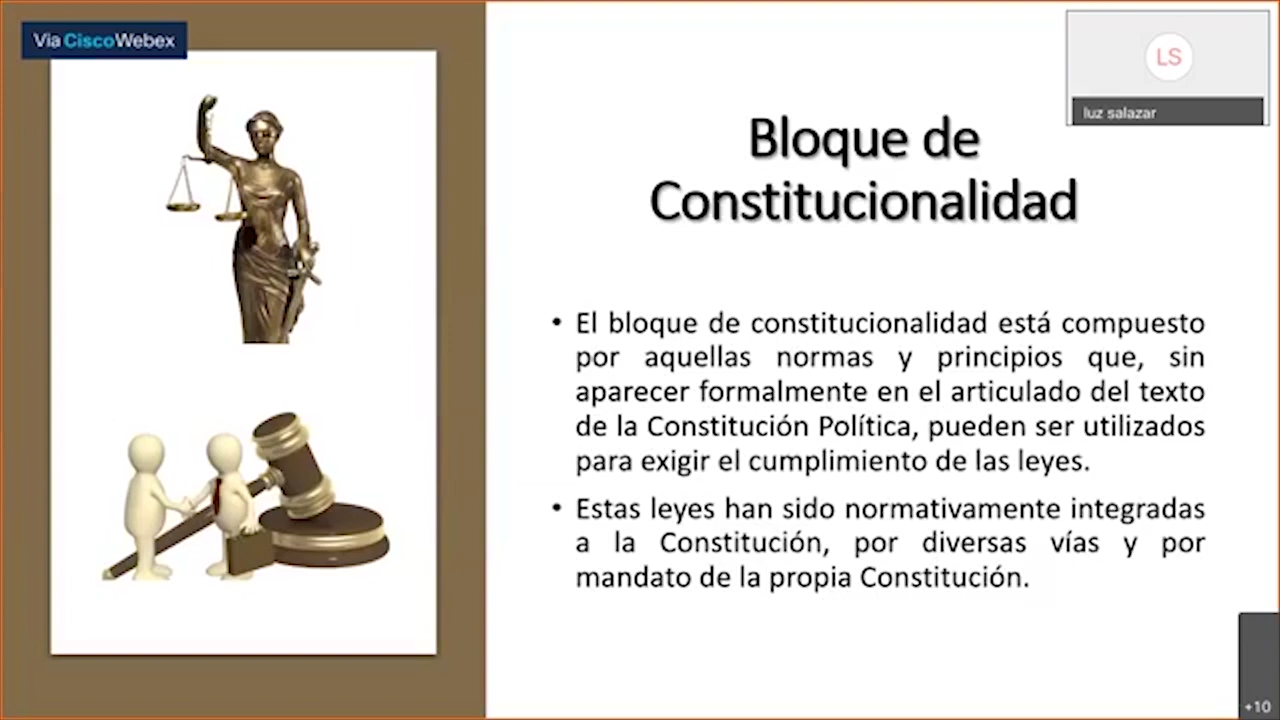 Vía CiscoWebex
LS
luz salazar
Bloque de
Constitucionalidad
• El bloque de constitucionalidad está compuesto
por aquellas normas y principios que, sin
aparecer formalmente en el articulado del texto
de la Constitución Política, pueden ser utilizados
para exigir el cumplimiento de las leyes.
• Estas leyes han sido normativamente integradas
a la Constitución, por diversas vías y por
mandato de la propia Constitución.
+10